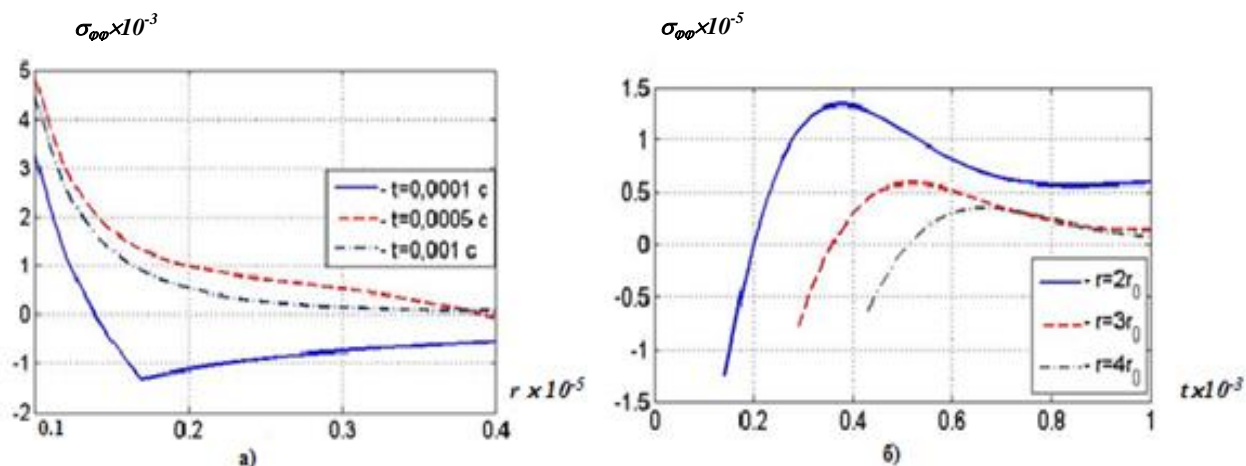 σφφ×10⁻³
5
4
3
2
1
0
-1
-2
- t=0,0001 c
- t=0,0005 c
- t=0,001 c
0.1 0.2 0.3 0.4
r × 10⁻⁵
а)
σφφ×10⁻⁵
1.5
1
0.5
0
-0.5
-1
-1.5
- r=2r₀
- r=3r₀
- r=4r₀
0 0.2 0.4 0.6 0.8 1
t×10⁻³
б)